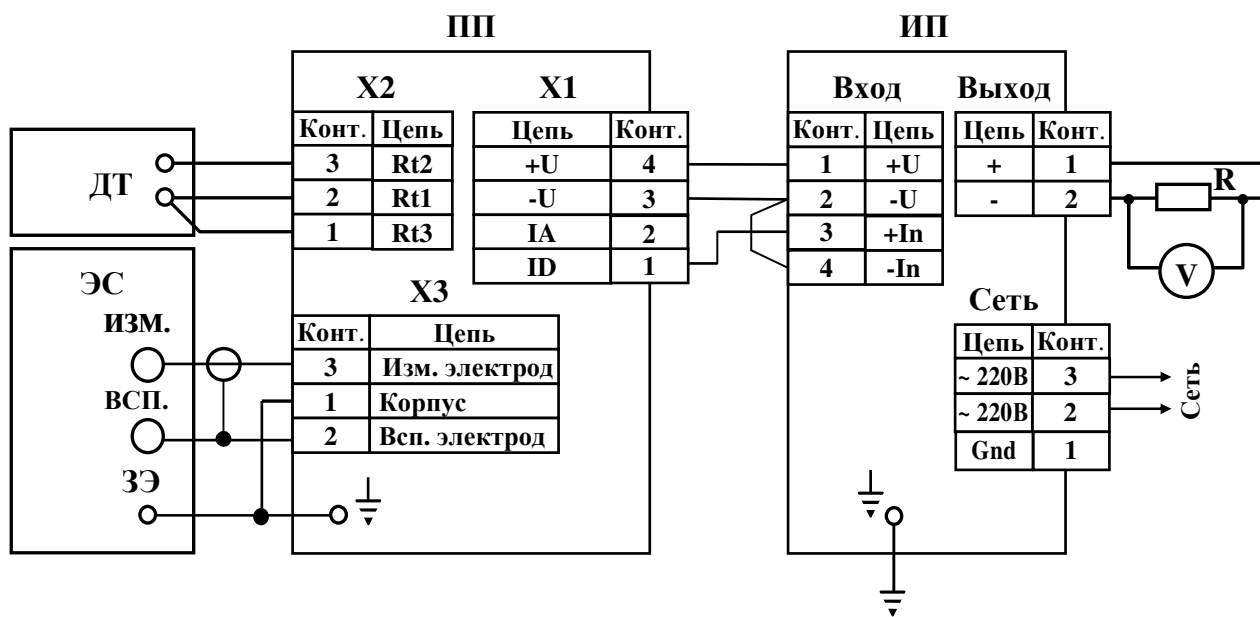 ПП
ИП
X2
X1
Вход
Выход
Конт. Цепь
3 Rt2
2 Rt1
1 Rt3
Цепь Конт.
+U 4
-U 3
IA 2
ID 1
Конт. Цепь
1 +U
2 -U
3 +In
4 -In
Цепь Конт.
+ 1
- 2
R
V
ДТ
ЭС
ИЗМ.
ВСП.
ЗЭ
X3
Конт. Цепь
3 Изм. электрод
1 Корпус
2 Всп. электрод
Сеть
Цепь Конт.
~ 220В 3
~ 220В 2
Gnd 1
Сеть